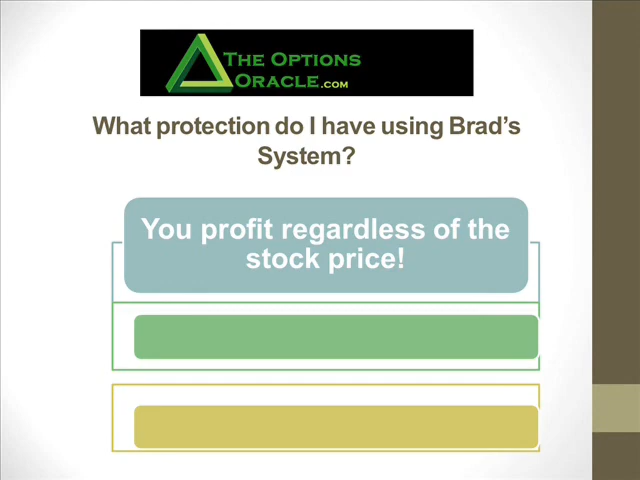 The Options
Oracle.com
What protection do I have using Brad's
System?
You profit regardless of the
stock price!